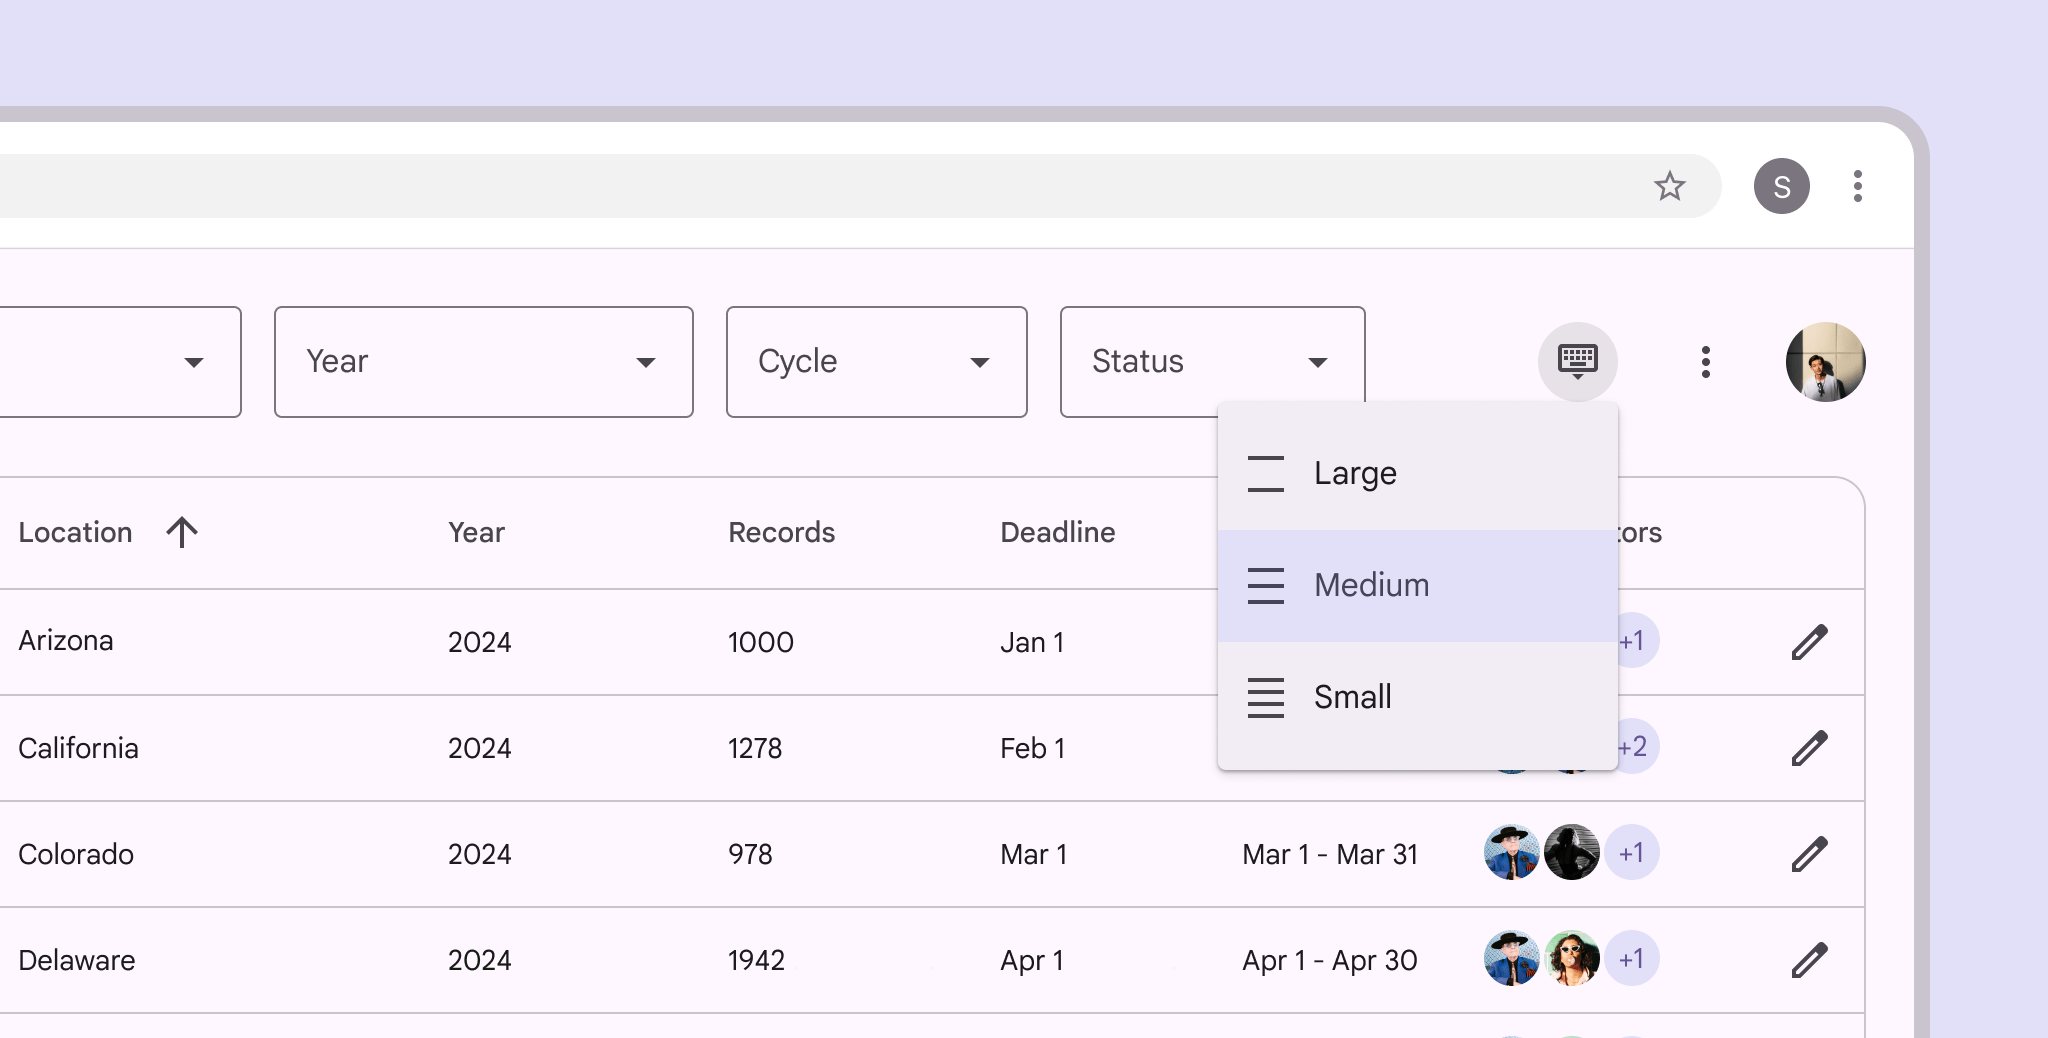 S
Year
Cycle
Status
Large
Medium
Small
Location Year Records Deadline
Arizona 2024 1000 Jan 1 +1
California 2024 1278 Feb 1 +2
Colorado 2024 978 Mar 1 Mar 1 - Mar 31 +1
Delaware 2024 1942 Apr 1 Apr 1 - Apr 30 +1